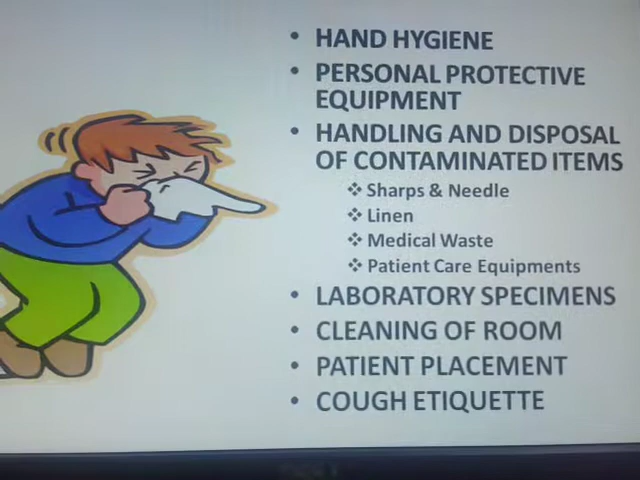 • HAND HYGIENE
• PERSONAL PROTECTIVE
EQUIPMENT
• HANDLING AND DISPOSAL
OF CONTAMINATED ITEMS
❖ Sharps & Needle
❖ Linen
❖ Medical Waste
❖ Patient Care Equipments
• LABORATORY SPECIMENS
• CLEANING OF ROOM
• PATIENT PLACEMENT
• COUGH ETIQUETTE